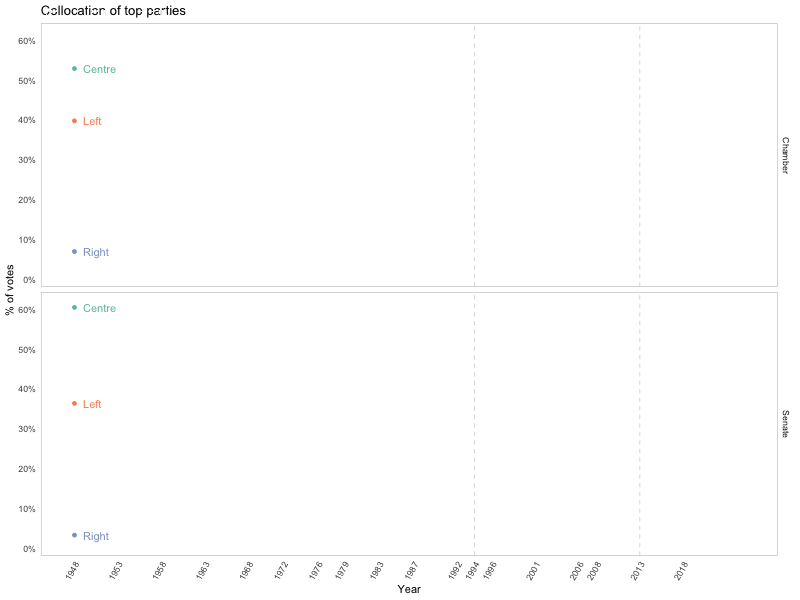 Collocation of top parties
60%
50%
40%
30%
20%
10%
0%
Centre
Left
Right
Chamber
% of votes
60%
50%
40%
30%
20%
10%
0%
Centre
Left
Right
Senate
1948 1953 1958 1963 1968 1972 1976 1979 1983 1987 1992 1994 1996 2001 2006 2008 2013 2018
Year